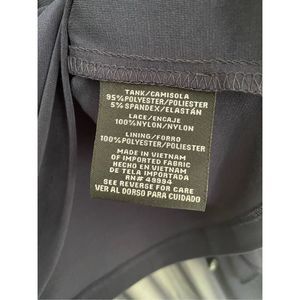 TANK/CAMISOLA
95%POLYESTER/POLIESTER
5%SPANDEX/ELASTÁN
LACE/ENCAJE
100%NYLON/NYLON
LINING/FORRO
100%POLYESTER/POLIESTER
MADE IN VIETNAM
OF IMPORTED FABRIC
HECHO EN VIETNAM
DE TELA IMPORTADA
RN# 49994
SEE REVERSE FOR CARE
VER AL DORSO PARA CUIDADO